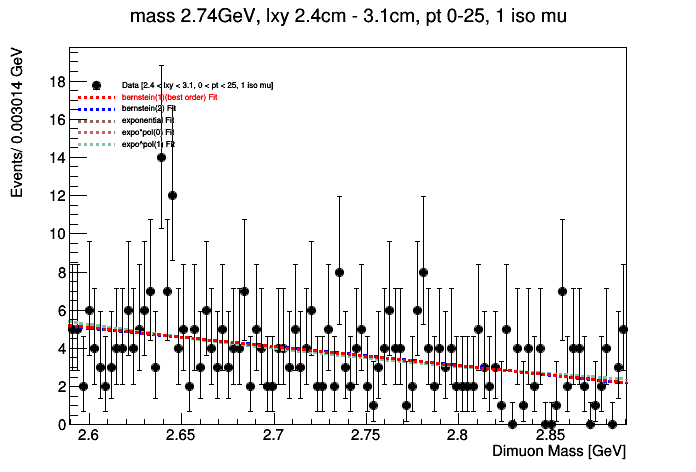 mass 2.74GeV, lxy 2.4cm - 3.1cm, pt 0-25, 1 iso mu
Events/ 0.003014 GeV
Data [2.4 < lxy < 3.1, 0 < pt < 25, 1 iso mu]
bernstein(1)(best order) Fit
bernstein(2) Fit
exponential Fit
expo*pol(0) Fit
expo*pol(1) Fit
18
16
14
12
10
8
6
4
2
0
2.6 2.65 2.7 2.75 2.8 2.85
Dimuon Mass [GeV]